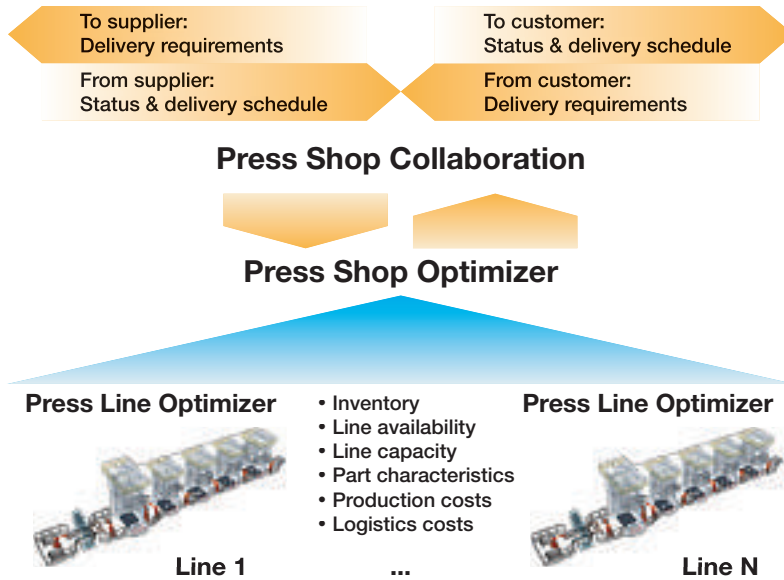 To supplier:
Delivery requirements
To customer:
Status & delivery schedule
From supplier:
Status & delivery schedule
From customer:
Delivery requirements
Press Shop Collaboration
Press Shop Optimizer
Press Line Optimizer
• Inventory
• Line availability
• Line capacity
• Part characteristics
• Production costs
• Logistics costs
Press Line Optimizer
Line 1
...
Line N